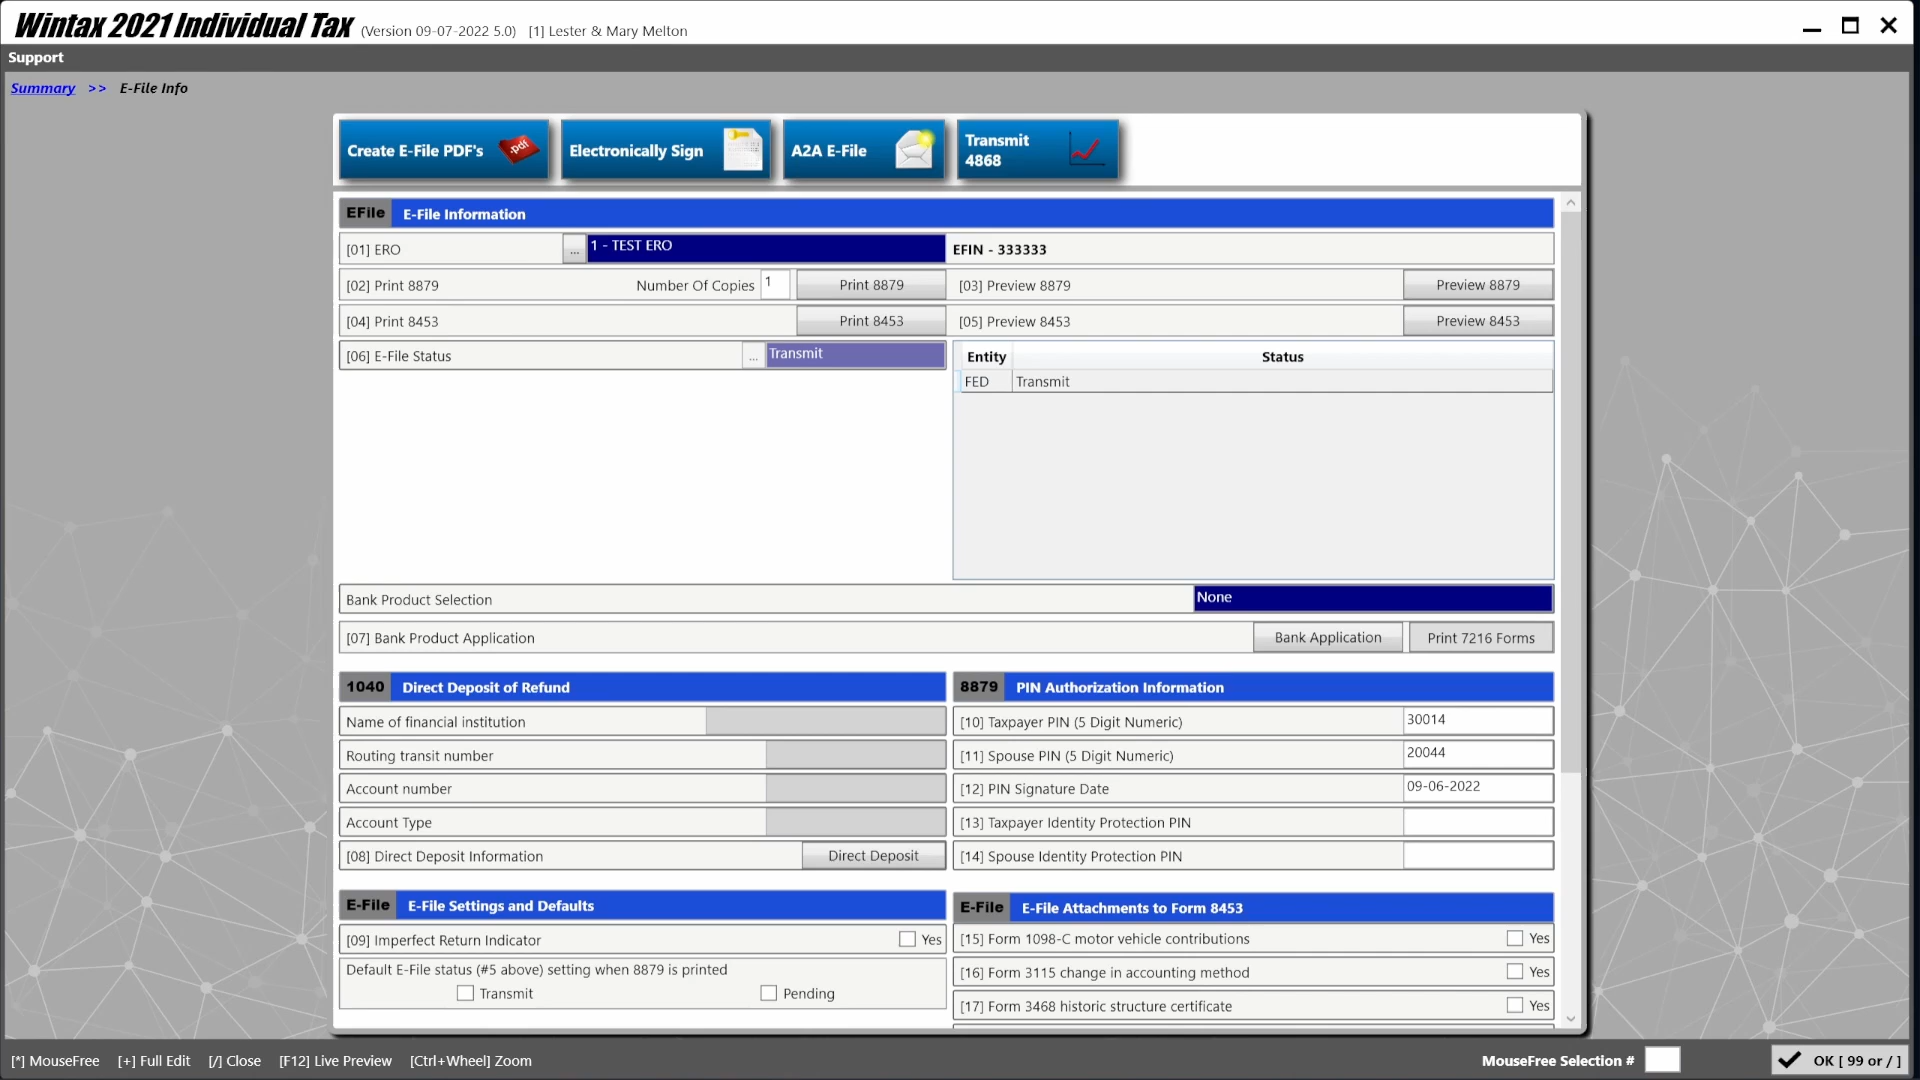 Wintax 2021 Individual Tax (Version 09-07-2022 5.0) [1] Lester & Mary Melton
Support
Summary >> E-File Info
Create E-File PDF's .pdf Electronically Sign A2A E-File Transmit 4868
EFile E-File Information
[01] ERO ... 1 - TEST ERO EFIN - 333333
[02] Print 8879 Number Of Copies 1 Print 8879 [03] Preview 8879 Preview 8879
[04] Print 8453 Print 8453 [05] Preview 8453 Preview 8453
[06] E-File Status ... Transmit Entity Status
FED Transmit
Bank Product Selection None
[07] Bank Product Application Bank Application Print 7216 Forms
1040 Direct Deposit of Refund 8879 PIN Authorization Information
Name of financial institution [10] Taxpayer PIN (5 Digit Numeric) 30014
Routing transit number [11] Spouse PIN (5 Digit Numeric) 20044
Account number [12] PIN Signature Date 09-06-2022
Account Type [13] Taxpayer Identity Protection PIN
[08] Direct Deposit Information Direct Deposit [14] Spouse Identity Protection PIN
E-File E-File Settings and Defaults E-File E-File Attachments to Form 8453
[09] Imperfect Return Indicator Yes [15] Form 1098-C motor vehicle contributions Yes
Default E-File status (#5 above) setting when 8879 is printed [16] Form 3115 change in accounting method Yes
Transmit Pending [17] Form 3468 historic structure certificate Yes
[*] MouseFree [+] Full Edit [/] Close [F12] Live Preview [Ctrl+Wheel] Zoom MouseFree Selection # OK [ 99 or / ]